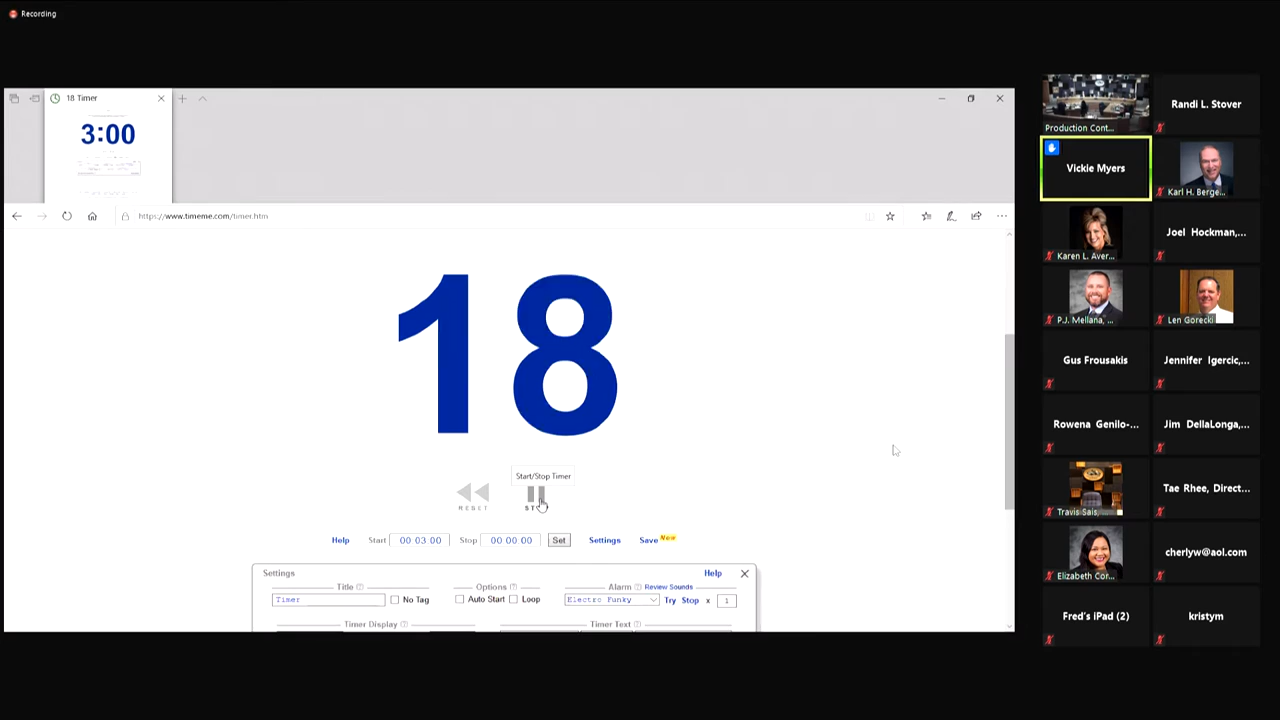 Recording
18 Timer
3:00
https://www.timeme.com/timer.htm
18
Start/Stop Timer
RESET
Help Start 00 03 00 Stop 00 00 00 Set Settings Save New
Settings Help
Title Options Alarm Review Sounds
Timer No Tag Auto Start Loop Electro Funky Try Stop x 1
Timer Display Timer Text
Production Cont...
Randi L. Stover
Vickie Myers
Karl H. Berge...
Karen L. Aver...
Joel Hockman,...
P.J. Mellana, ...
Len Gorecki
Gus Frousakis
Jennifer Igercic,...
Rowena Genilo-...
Jim DellaLonga,...
Travis Sais,
Tae Rhee, Direct...
Elizabeth Cor...
cherlyw@aol.com
Fred's iPad (2)
kristym